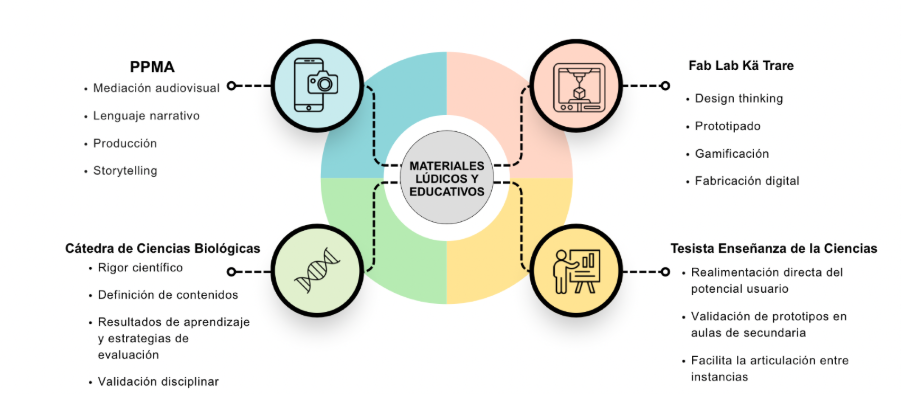 PPMA
• Mediación audiovisual
• Lenguaje narrativo
• Producción
• Storytelling
Fab Lab Kä Trare
• Design thinking
• Prototipado
• Gamificación
• Fabricación digital
MATERIALES
LÚDICOS Y
EDUCATIVOS
Cátedra de Ciencias Biológicas
• Rigor científico
• Definición de contenidos
• Resultados de aprendizaje
y estrategias de
evaluación
• Validación disciplinar
Tesista Enseñanza de la Ciencias
• Realimentación directa del
potencial usuario
• Validación de prototipos en
aulas de secundaria
• Facilita la articulación entre
instancias